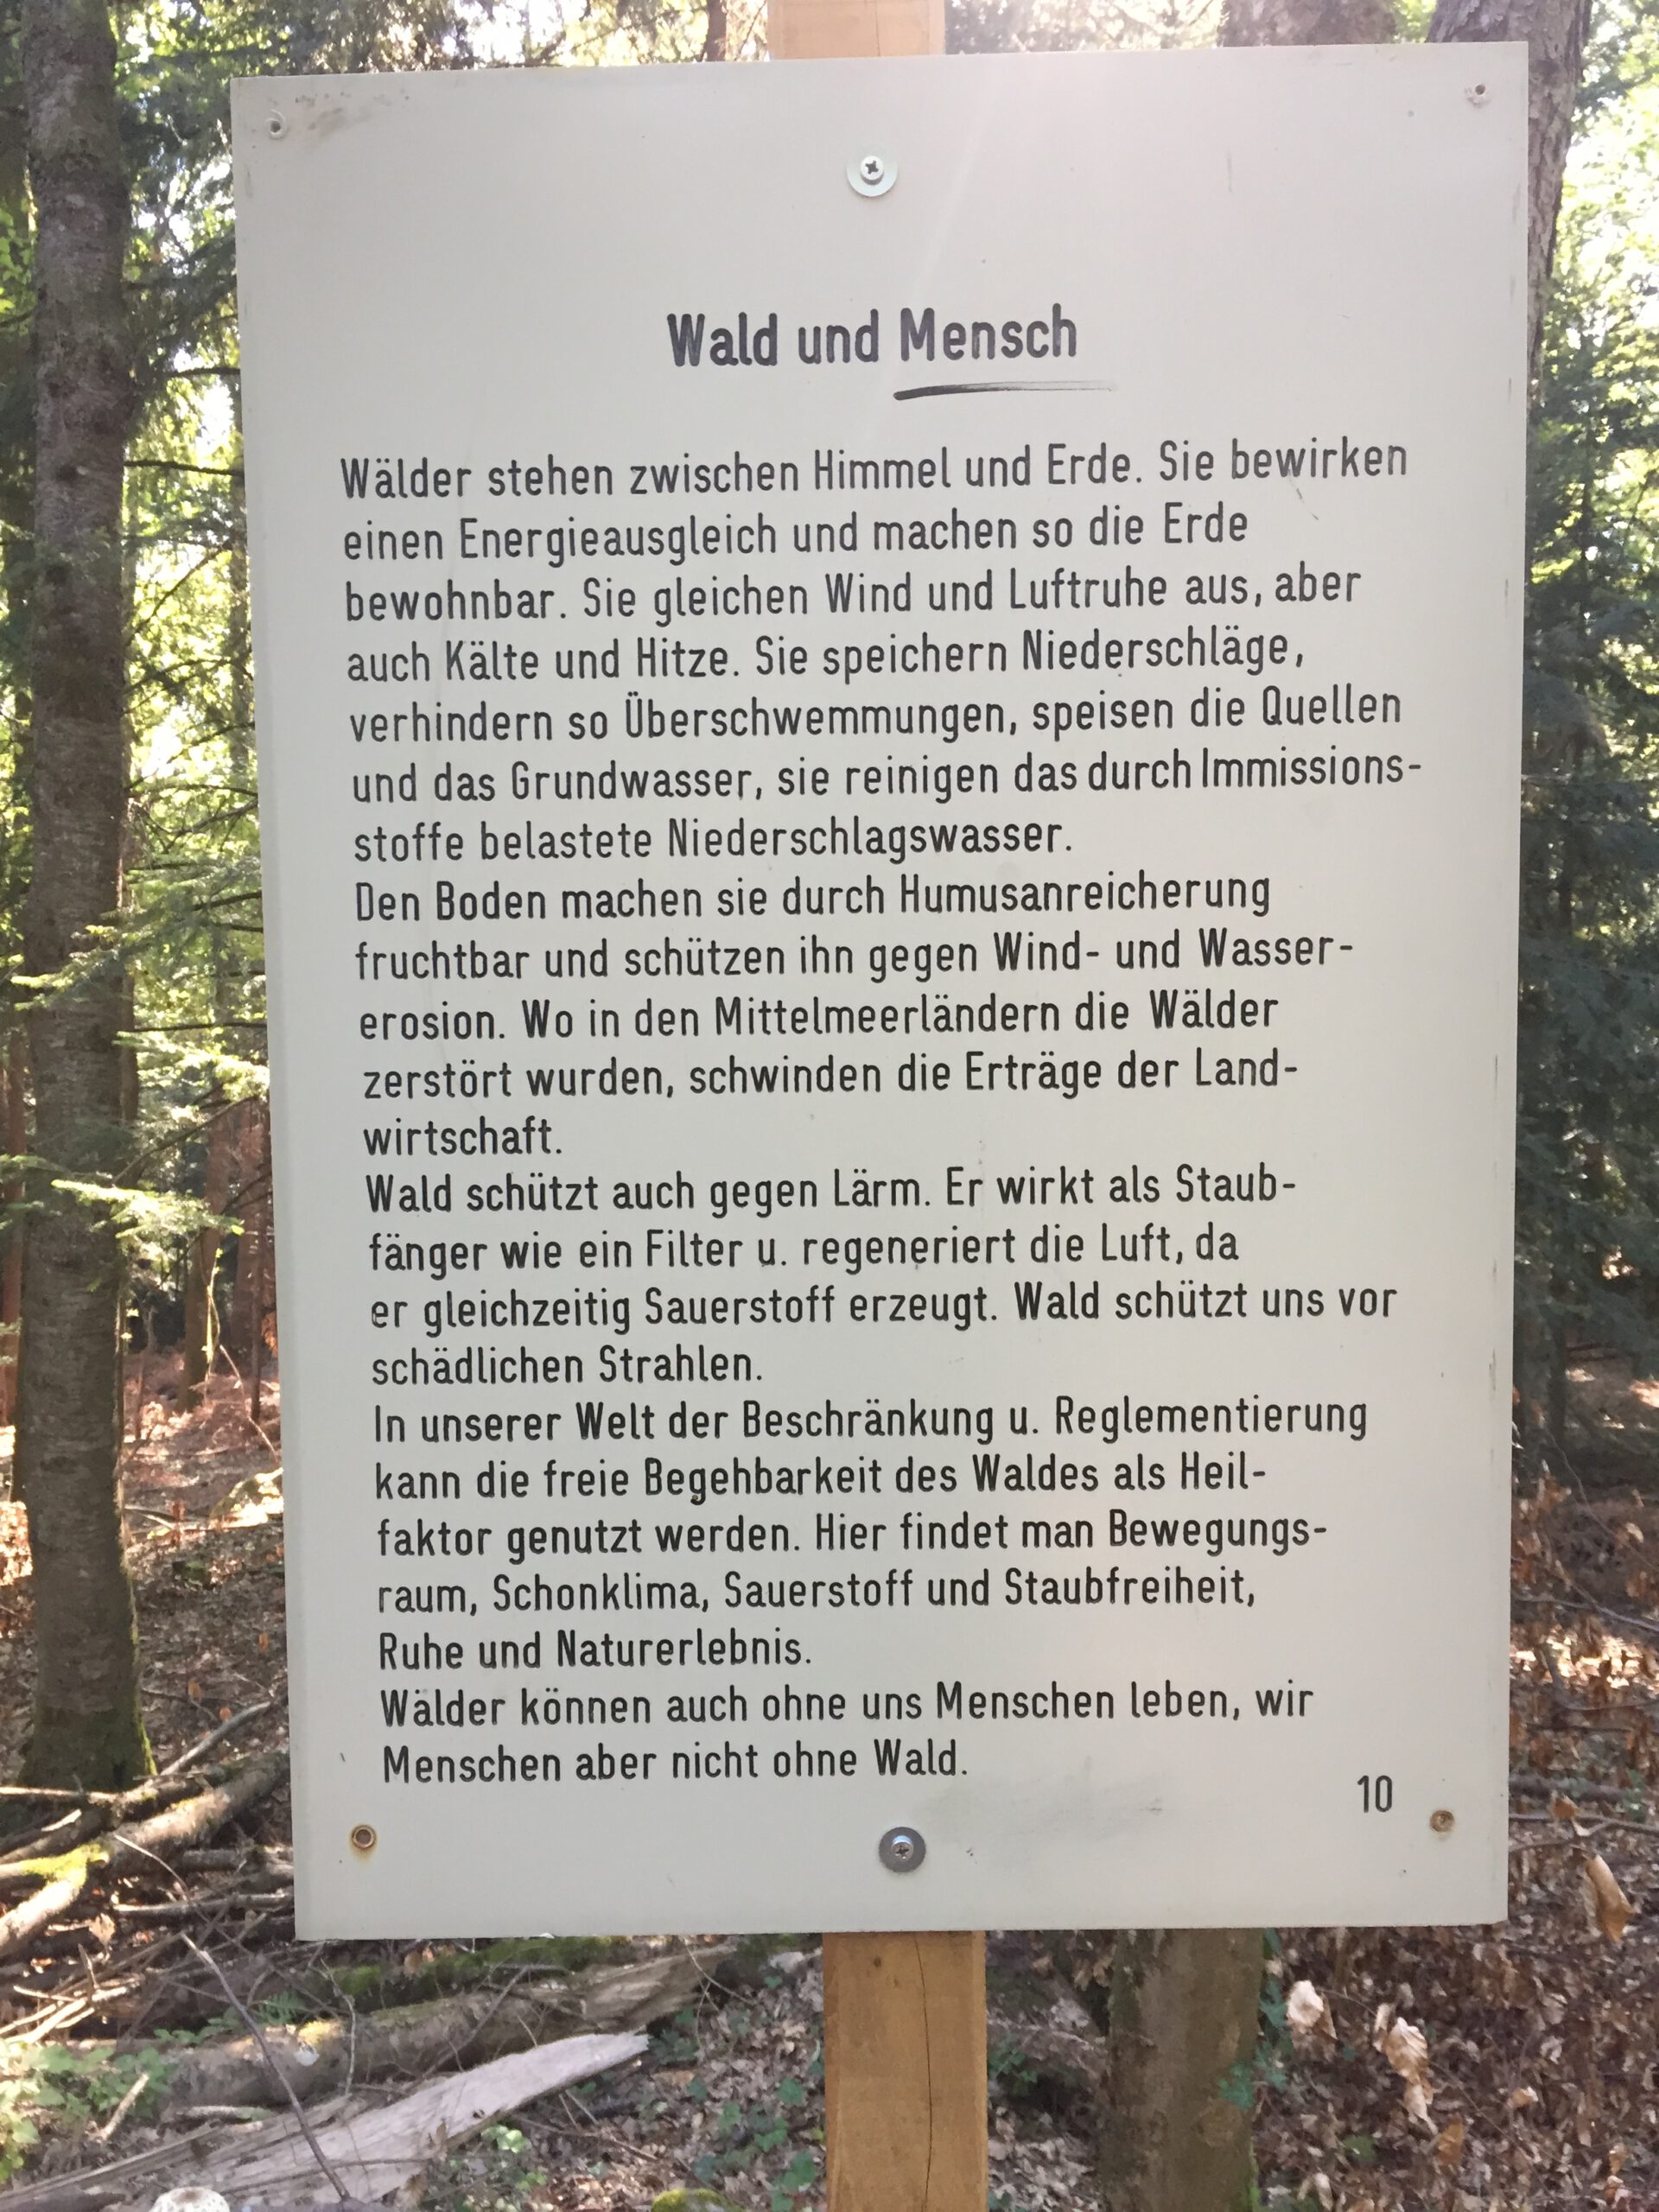 Wald und Mensch
Wälder stehen zwischen Himmel und Erde. Sie bewirken
einen Energieausgleich und machen so die Erde
bewohnbar. Sie gleichen Wind und Luftruhe aus, aber
auch Kälte und Hitze. Sie speichern Niederschläge,
verhindern so Überschwemmungen, speisen die Quellen
und das Grundwasser, sie reinigen das durch Immissions-
stoffe belastete Niederschlagswasser.
Den Boden machen sie durch Humusanreicherung
fruchtbar und schützen ihn gegen Wind- und Wasser-
erosion. Wo in den Mittelmeerländern die Wälder
zerstört wurden, schwinden die Erträge der Land-
wirtschaft.
Wald schützt auch gegen Lärm. Er wirkt als Staub-
fänger wie ein Filter u. regeneriert die Luft, da
er gleichzeitig Sauerstoff erzeugt. Wald schützt uns vor
schädlichen Strahlen.
In unserer Welt der Beschränkung u. Reglementierung
kann die freie Begehbarkeit des Waldes als Heil-
faktor genutzt werden. Hier findet man Bewegungs-
raum, Schonklima, Sauerstoff und Staubfreiheit,
Ruhe und Naturerlebnis.
Wälder können auch ohne uns Menschen leben, wir
Menschen aber nicht ohne Wald.
10